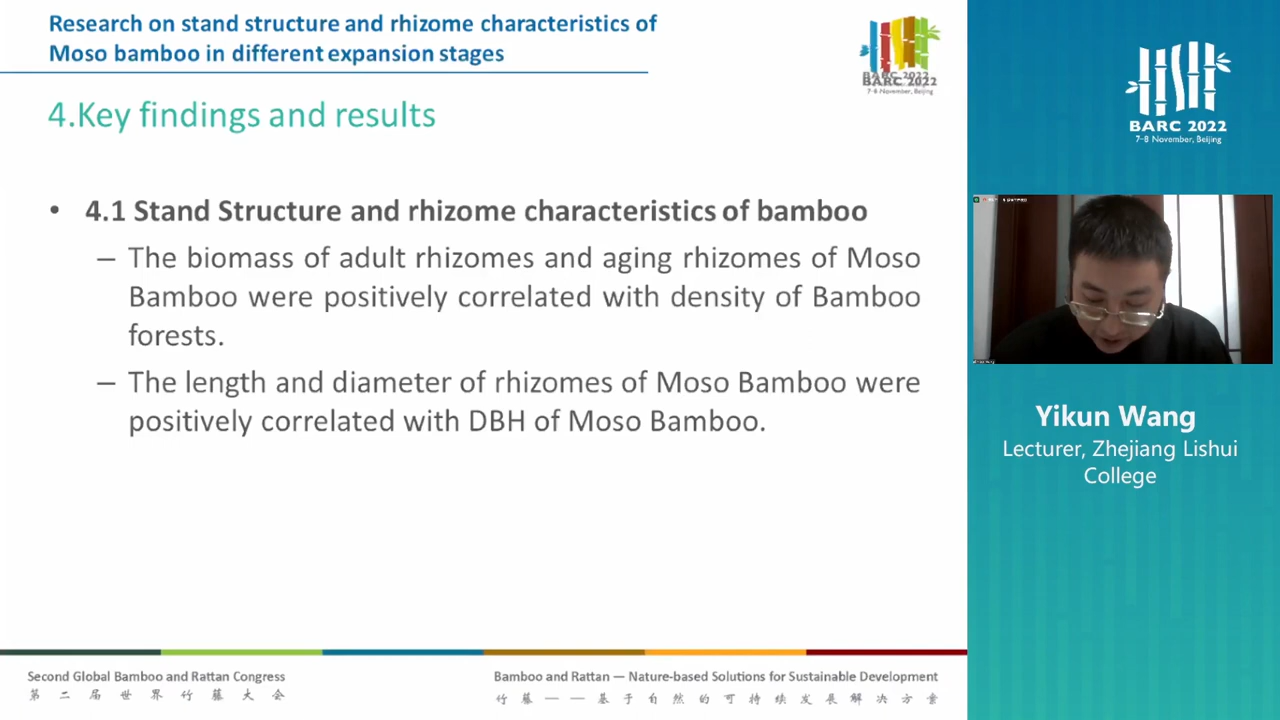 Research on stand structure and rhizome characteristics of
Moso bamboo in different expansion stages
BARC 2022
7-8 November, Beijing
4.Key findings and results
• 4.1 Stand Structure and rhizome characteristics of bamboo
– The biomass of adult rhizomes and aging rhizomes of Moso
Bamboo were positively correlated with density of Bamboo
forests.
– The length and diameter of rhizomes of Moso Bamboo were
positively correlated with DBH of Moso Bamboo.
Second Global Bamboo and Rattan Congress
第二届世界竹藤大会
Bamboo and Rattan — Nature-based Solutions for Sustainable Development
竹藤——基于自然的可持续发展解决方案
BARC 2022
7-8 November, Beijing
Yikun Wang
Lecturer, Zhejiang Lishui
College